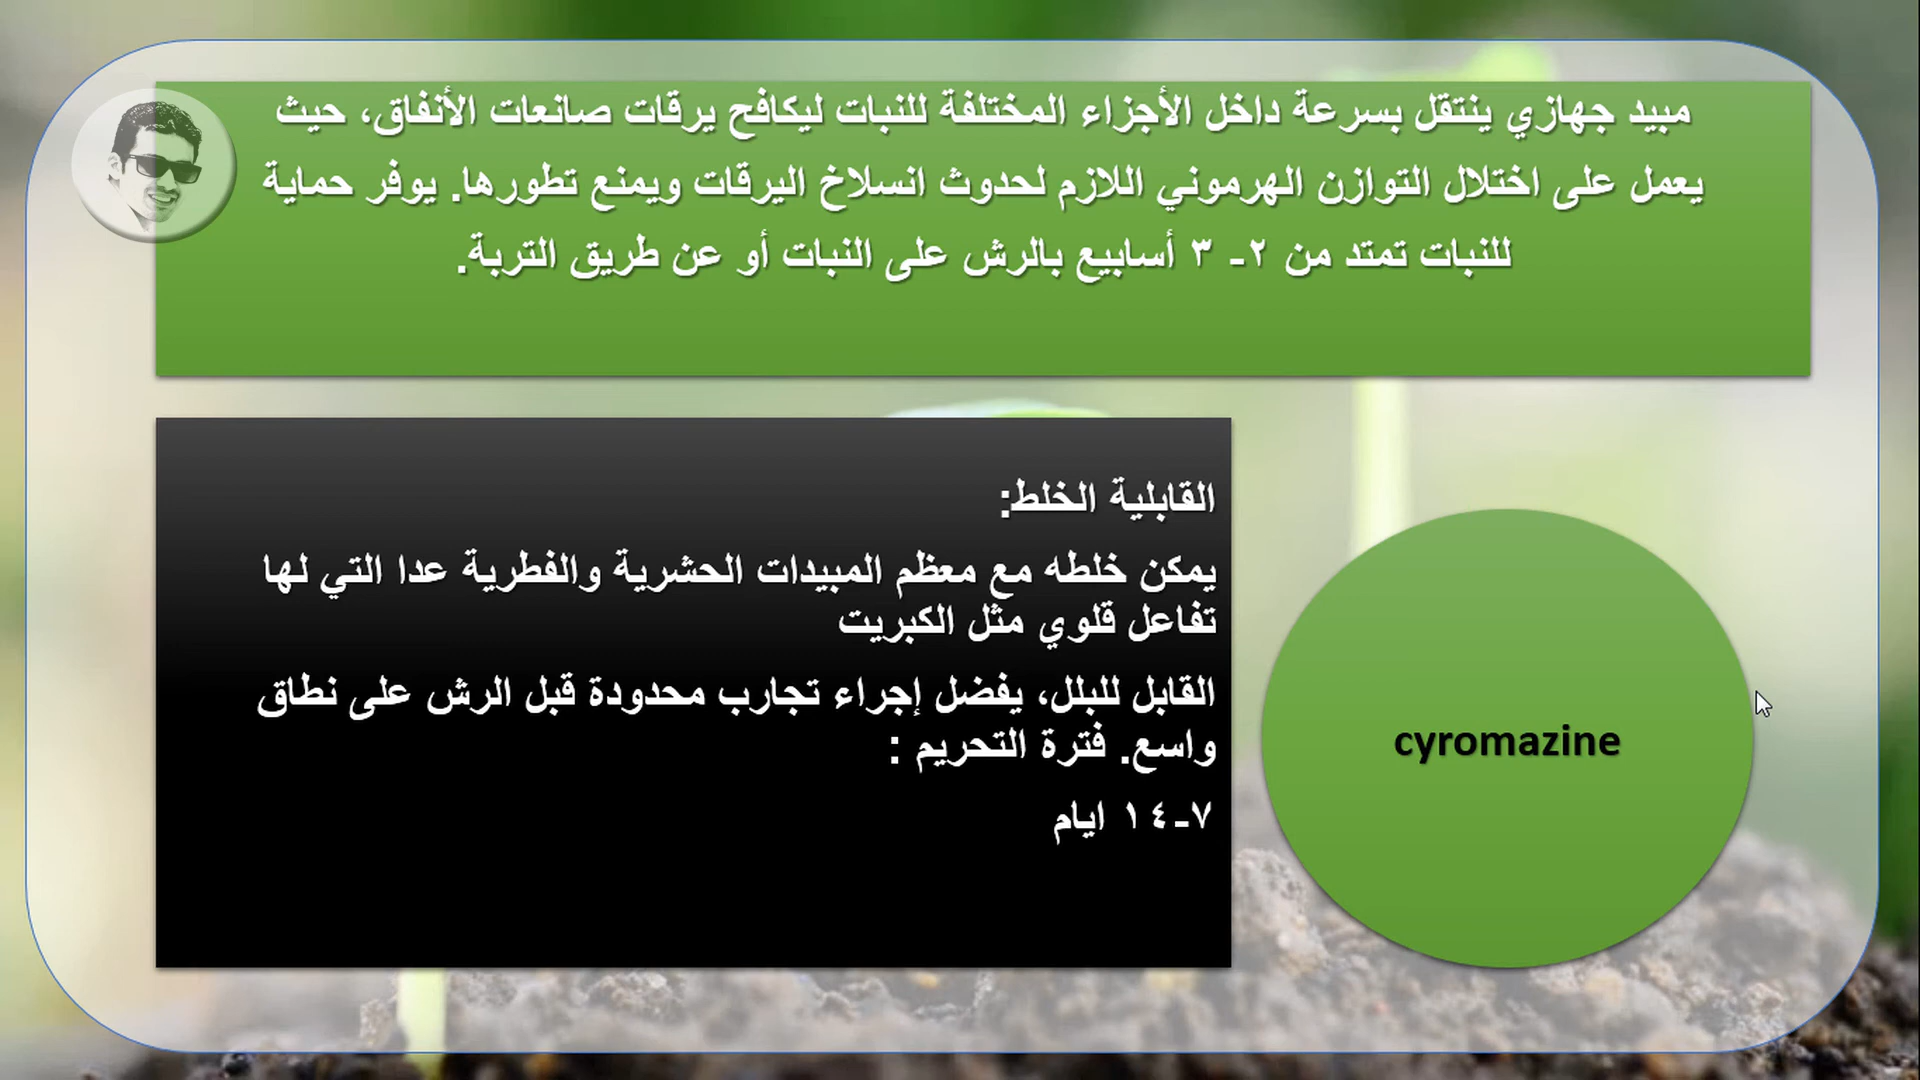 مبيد جهازي ينتقل بسرعة داخل الأجزاء المختلفة للنبات ليكافح يرقات صانعات الأنفاق، حيث
يعمل على اختلال التوازن الهرموني اللازم لحدوث انسلاخ اليرقات ويمنع تطورها. يوفر حماية
للنبات تمتد من ٢- ٣ أسابيع بالرش على النبات أو عن طريق التربة.
القابلية الخلط:
يمكن خلطه مع معظم المبيدات الحشرية والفطرية عدا التي لها
تفاعل قلوي مثل الكبريت
القابل للبلل، يفضل إجراء تجارب محدودة قبل الرش على نطاق
واسع. فترة التحريم :
٧-١٤ ايام
cyromazine